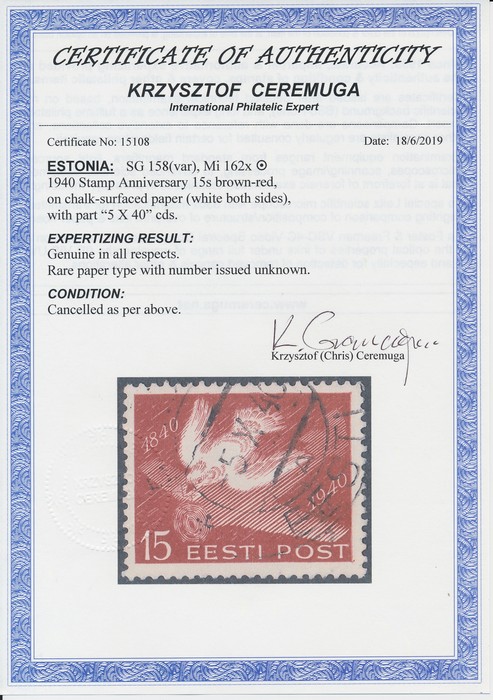 CERTIFICATE OF AUTHENTICITY
KRZYSZTOF CEREMUGA
International Philatelic Expert
Certificate No: 15108 Date: 18/6/2019
ESTONIA: SG 158(var), Mi 162x ⊙
1940 Stamp Anniversary 15s brown-red,
on chalk-surfaced paper (white both sides),
with part “5 X 40” cds.
EXPERTIZING RESULT:
Genuine in all respects.
Rare paper type with number issued unknown.
CONDITION:
Cancelled as per above.
Krzysztof (Chris) Ceremuga
1840
5 X 40
1940
15 EESTI POST